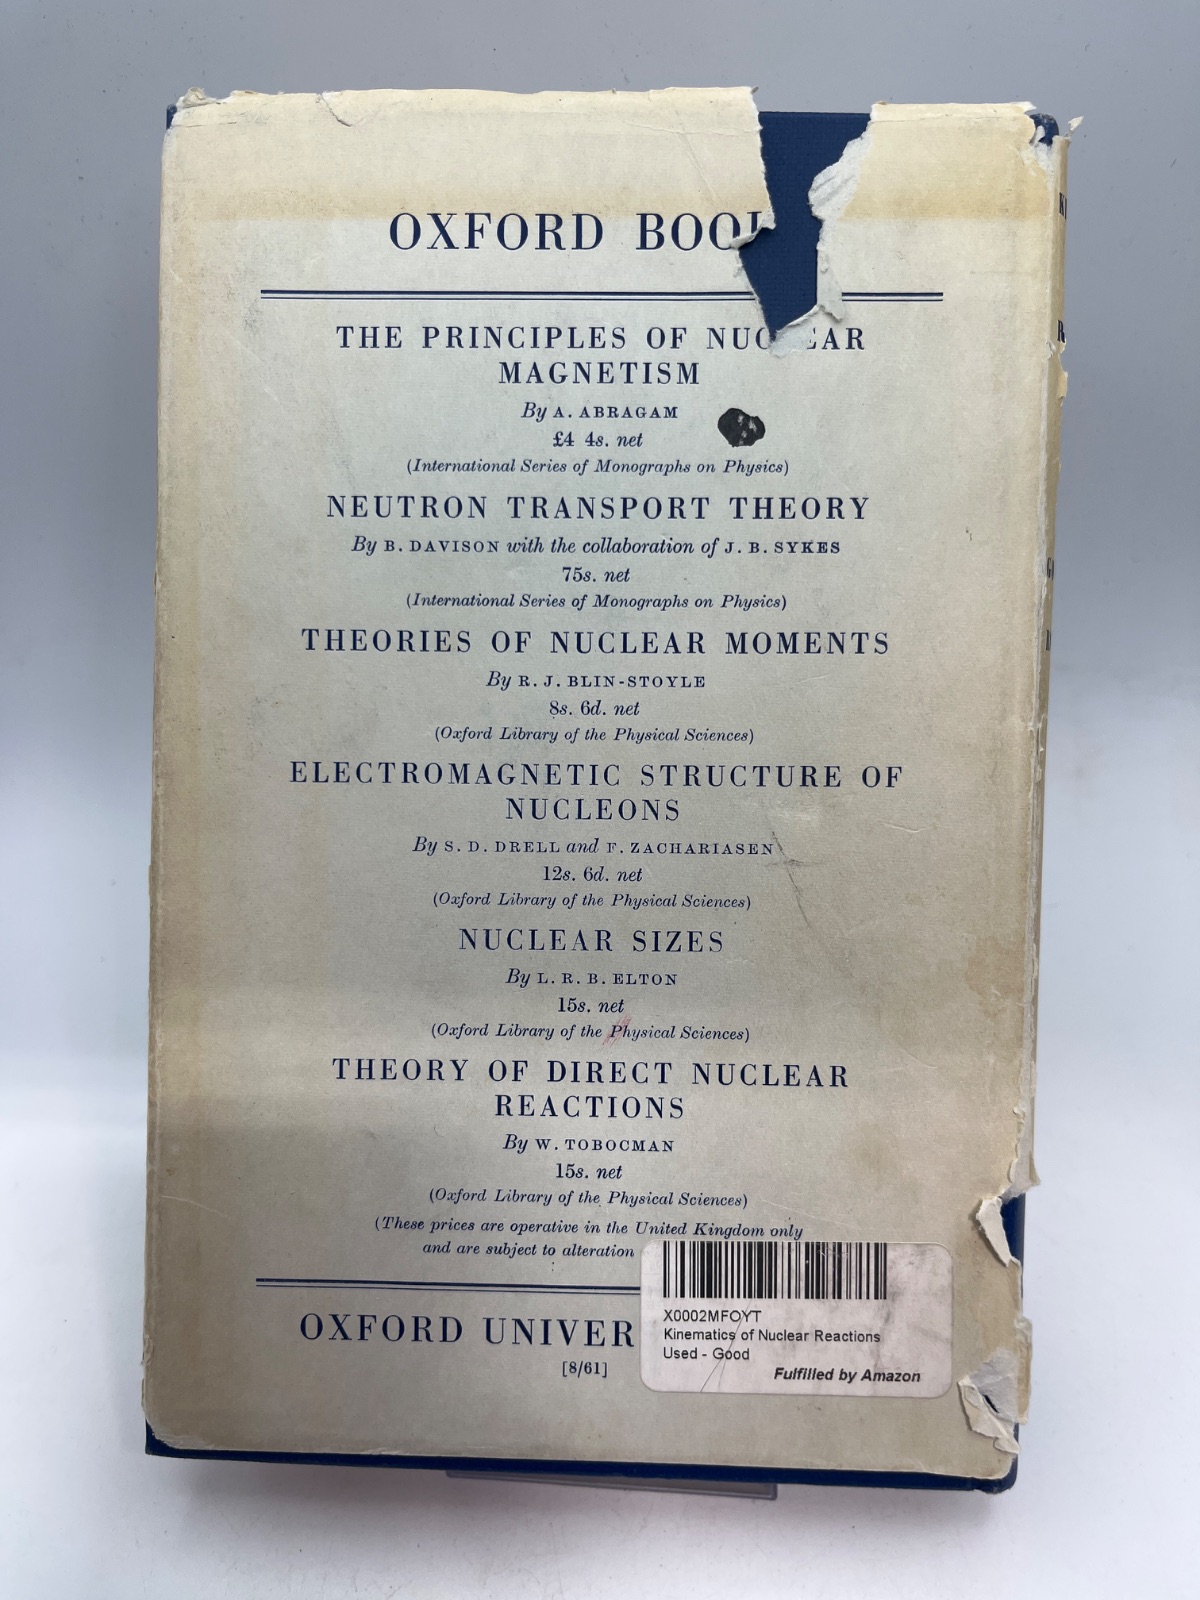 OXFORD
THE PRINCIPLES OF
MAGNETISM
By A. ABRAGAM
£4 4s. net
(International Series of Monographs on Physics)
NEUTRON TRANSPORT THEORY
By B. DAVISON with the collaboration of J. B. SYKES
75s. net
(International Series of Monographs on Physics)
THEORIES OF NUCLEAR MOMENTS
By R. J. BLIN-STOYLE
8s. 6d. net
(Oxford Library of the Physical Sciences)
ELECTROMAGNETIC STRUCTURE OF
NUCLEONS
By S. D. DRELL and F. ZACHARIASEN
12s. 6d. net
(Oxford Library of the Physical Sciences)
NUCLEAR SIZES
By L. R. B. ELTON
15s. net
(Oxford Library of the Physical Sciences)
THEORY OF DIRECT NUCLEAR
REACTIONS
By W. TOBOCMAN
15s. net
(Oxford Library of the Physical Sciences)
(These prices are operative in the United Kingdom only
and are subject to alteration
OXFORD UNIVER
[8/61]
X0002MFOYT
Kinematics of Nuclear Reactions
Used - Good
Fulfilled by Amazon